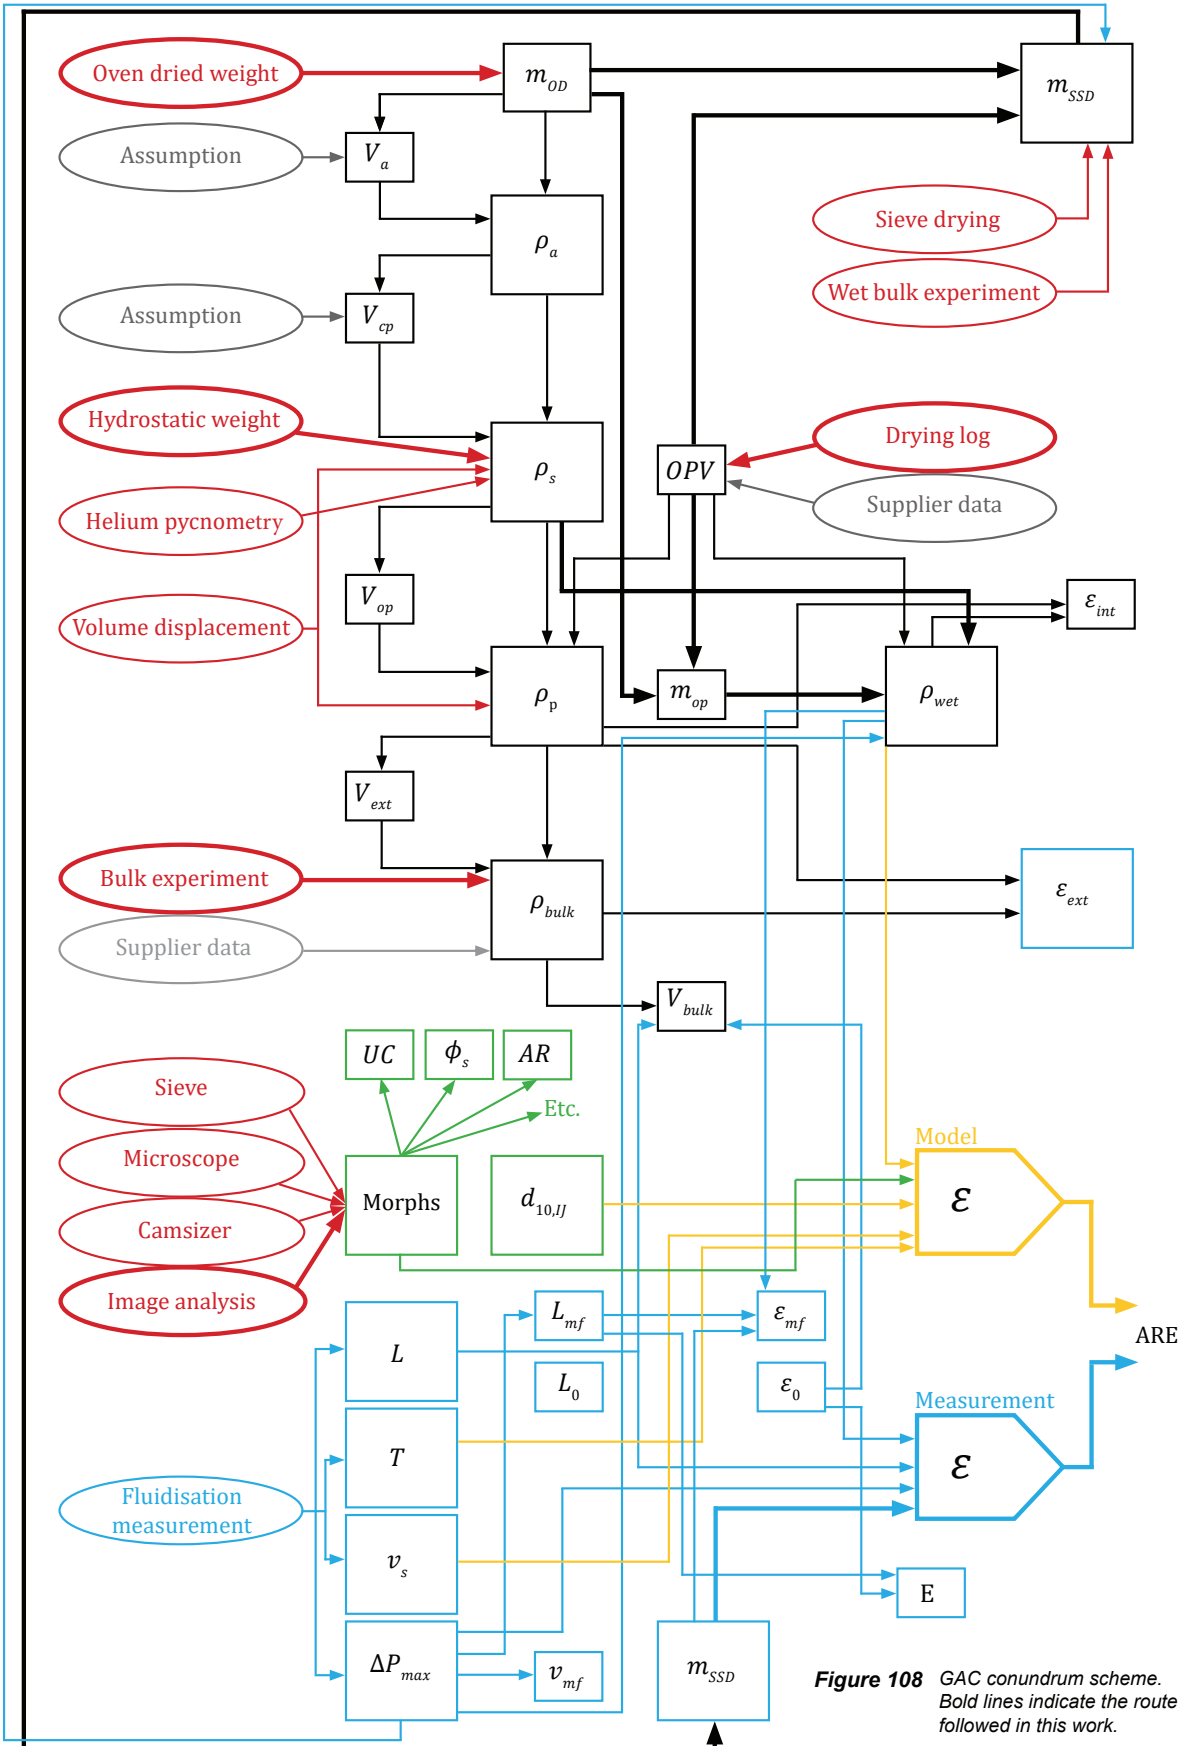 Oven dried weight
m_OD
m_SSD
Assumption
V_a
Sieve drying
ρ_a
Wet bulk experiment
Assumption
V_cp
Hydrostatic weight
Drying log
ρ_s
OPV
Supplier data
Helium pycnometry
V_op
ε_int
Volume displacement
ρ_p
m_op
ρ_wet
V_ext
Bulk experiment
ρ_bulk
ε_ext
Supplier data
V_bulk
UC
ϕ_s
AR
Sieve
Etc.
Model
Microscope
Morphs
d_10,IJ
ε
Camsizer
Image analysis
L_mf
ε_mf
ARE
L
L_0
ε_0
Measurement
T
ε
Fluidisation
measurement
v_s
E
ΔP_max
v_mf
m_SSD
Figure 108 GAC conundrum scheme.
Bold lines indicate the route
followed in this work.